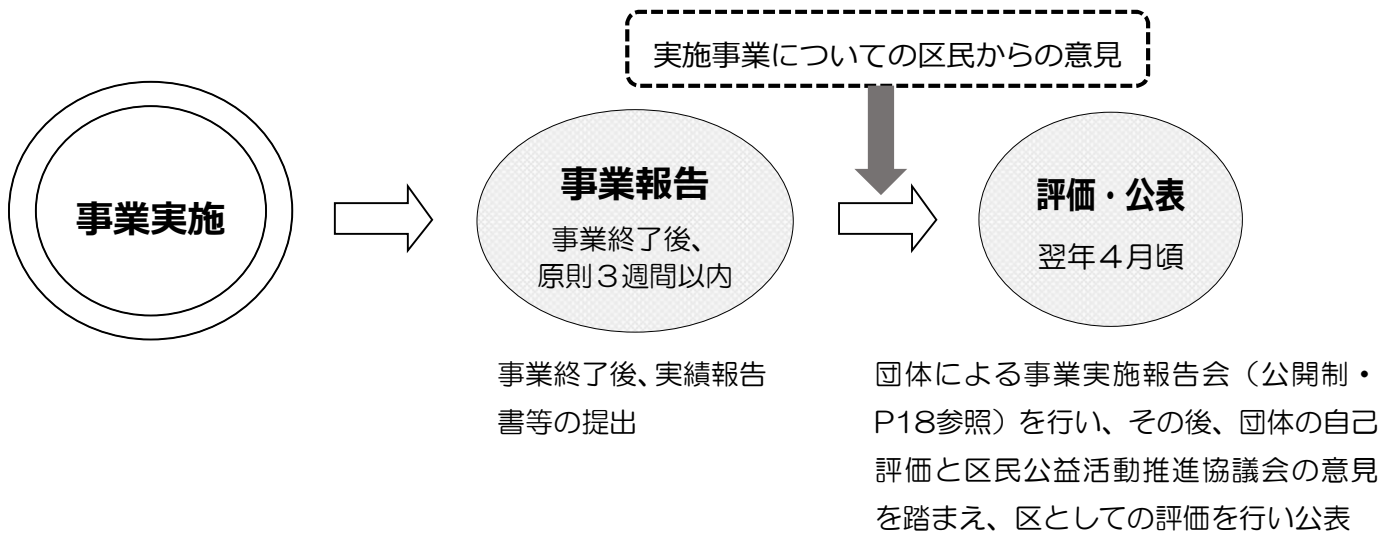 実施事業についての区民からの意見
事業実施
事業報告
事業終了後、
原則３週間以内
評価・公表
翌年４月頃
事業終了後、実績報告
書等の提出
団体による事業実施報告会（公開制・
P18参照）を行い、その後、団体の自己
評価と区民公益活動推進協議会の意見
を踏まえ、区としての評価を行い公表